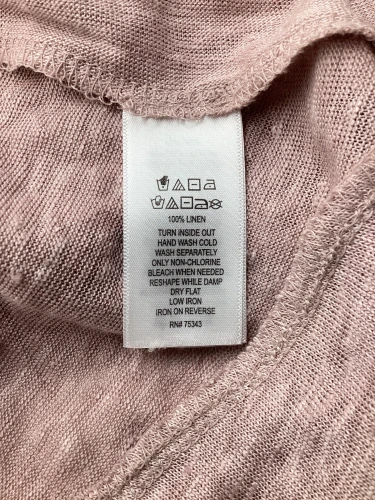 100% LINEN
TURN INSIDE OUT
HAND WASH COLD
WASH SEPARATELY
ONLY NON-CHLORINE
BLEACH WHEN NEEDED
RESHAPE WHILE DAMP
DRY FLAT
LOW IRON
IRON ON REVERSE
RN# 75343